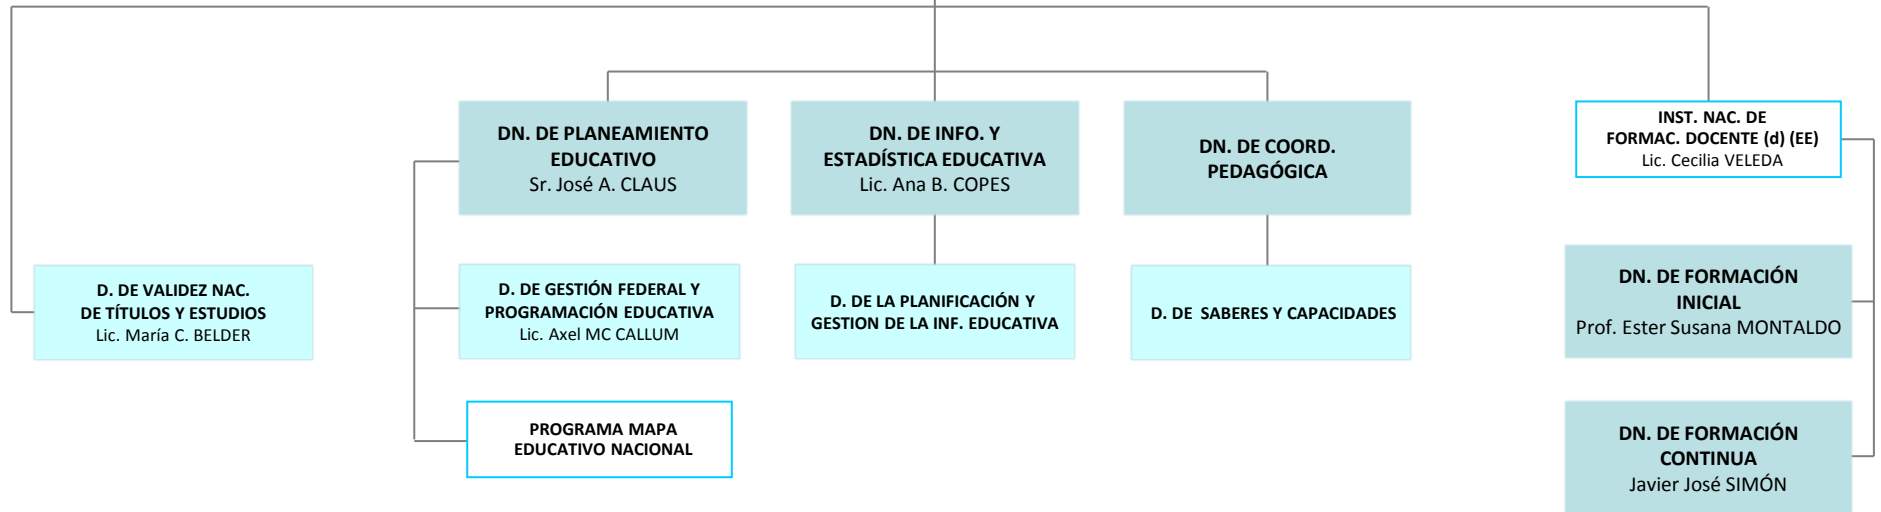 DN. DE PLANEAMIENTO
EDUCATIVO
Sr. José A. CLAUS
DN. DE INFO. Y
ESTADÍSTICA EDUCATIVA
Lic. Ana B. COPES
DN. DE COORD.
PEDAGÓGICA
INST. NAC. DE
FORMAC. DOCENTE (d) (EE)
Lic. Cecilia VELEDA
D. DE VALIDEZ NAC.
DE TÍTULOS Y ESTUDIOS
Lic. María C. BELDER
D. DE GESTIÓN FEDERAL Y
PROGRAMACIÓN EDUCATIVA
Lic. Axel MC CALLUM
D. DE LA PLANIFICACIÓN Y
GESTION DE LA INF. EDUCATIVA
D. DE SABERES Y CAPACIDADES
DN. DE FORMACIÓN
INICIAL
Prof. Ester Susana MONTALDO
PROGRAMA MAPA
EDUCATIVO NACIONAL
DN. DE FORMACIÓN
CONTINUA
Javier José SIMÓN